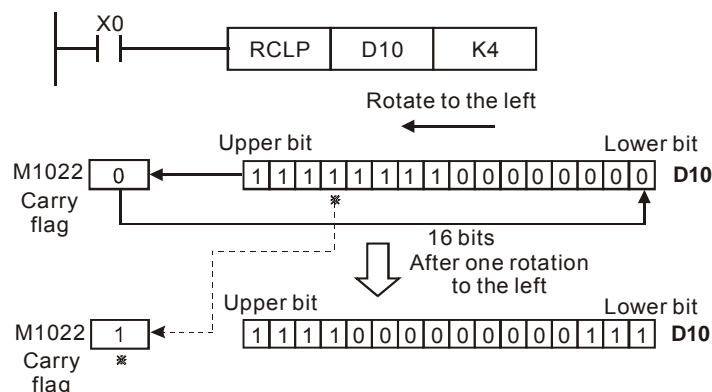 X0
RCLP D10 K4
Rotate to the left
Upper bit Lower bit
M1022 0 1 1 1 1 1 1 1 1 0 0 0 0 0 0 0 0 D10
Carry
flag
※
16 bits
After one rotation
to the left
Upper bit Lower bit
M1022 1 1 1 1 1 0 0 0 0 0 0 0 0 0 1 1 1 D10
Carry ※
flag